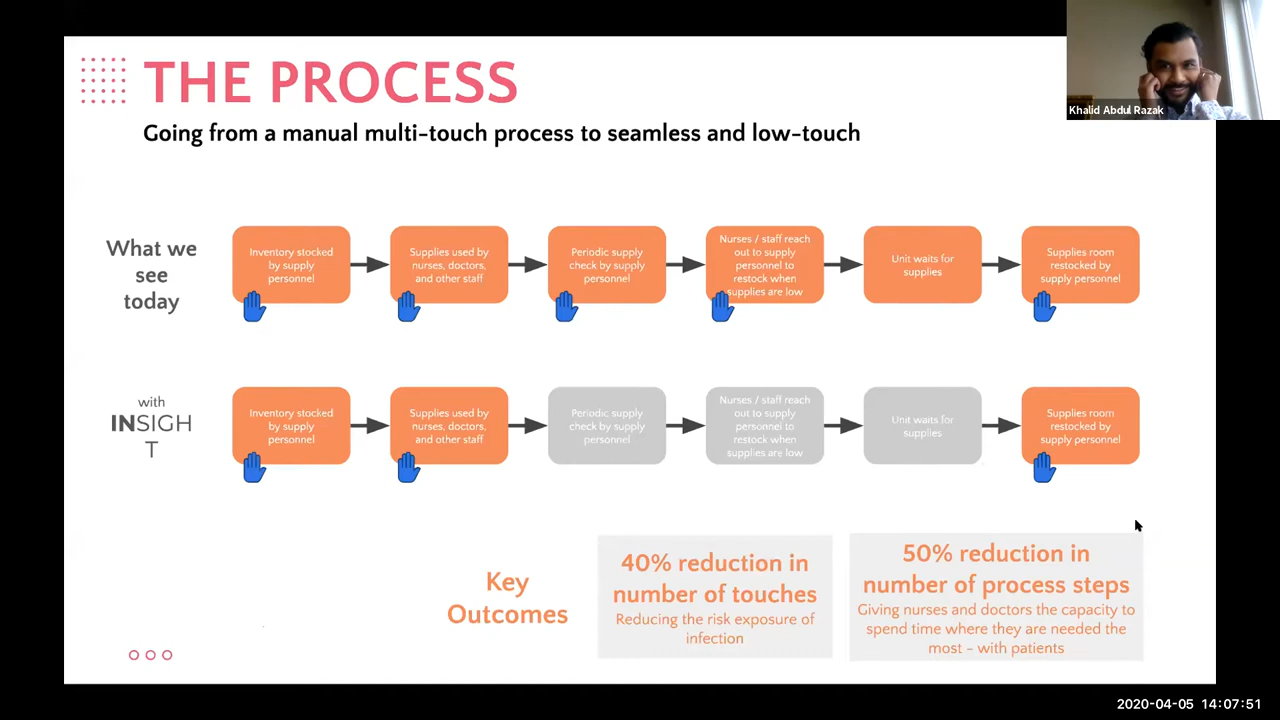 THE PROCESS
Going from a manual multi-touch process to seamless and low-touch
Khalid Abdul Razak
What we
see
today
Inventory stocked
by supply
personnel
Supplies used by
nurses, doctors,
and other staff
Periodic supply
check by supply
personnel
Nurses / staff reach
out to supply
personnel to
restock when
supplies are low
Unit waits for
supplies
Supplies room
restocked by
supply personnel
with
INSIGH
T
Inventory stocked
by supply
personnel
Supplies used by
nurses, doctors,
and other staff
Periodic supply
check by supply
personnel
Nurses / staff reach
out to supply
personnel to
restock when
supplies are low
Unit waits for
supplies
Supplies room
restocked by
supply personnel
Key
Outcomes
40% reduction in
number of touches
Reducing the risk exposure of
infection
50% reduction in
number of process steps
Giving nurses and doctors the capacity to
spend time where they are needed the
most - with patients
2020-04-05 14:07:51